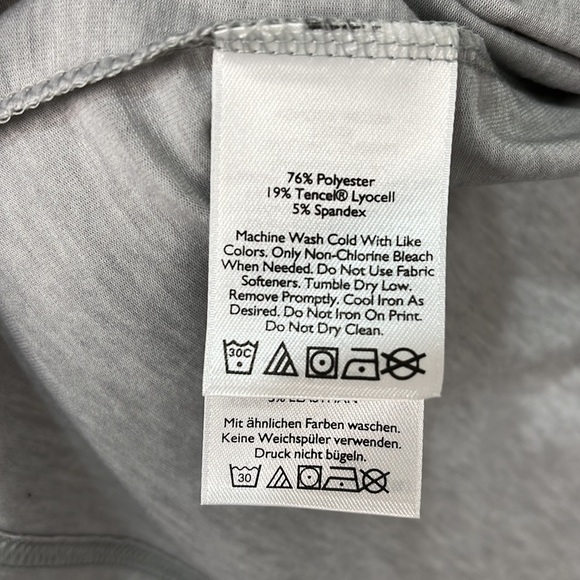 76% Polyester
19% Tencel® Lyocell
5% Spandex
Machine Wash Cold With Like
Colors. Only Non-Chlorine Bleach
When Needed. Do Not Use Fabric
Softeners. Tumble Dry Low.
Remove Promptly. Cool Iron As
Desired. Do Not Iron On Print.
Do Not Dry Clean.
30C
5% ELASTHAN
Mit ähnlichen Farben waschen.
Keine Weichspüler verwenden.
Druck nicht bügeln.
30